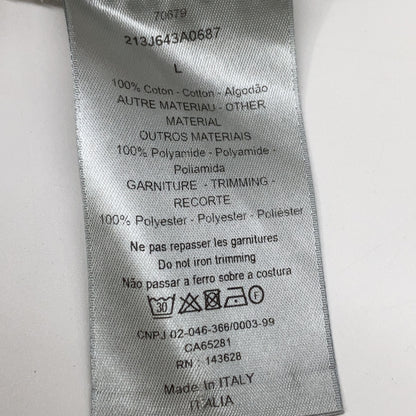 70679
213J643A0687
L
100% Coton - Cotton - Algodão
AUTRE MATERIAU - OTHER
MATERIAL
OUTROS MATERIAIS
100% Polyamide - Polyamide -
Poliamida
GARNITURE - TRIMMING -
RECORTE
100% Polyester - Polyester - Poliéster
Ne pas repasser les garnitures
Do not iron trimming
Não passar a ferro sobre a costura
30 F
CNPJ 02-046-366/0003-99
CA65281
RN : 143628
Made In ITALY
ITALIA